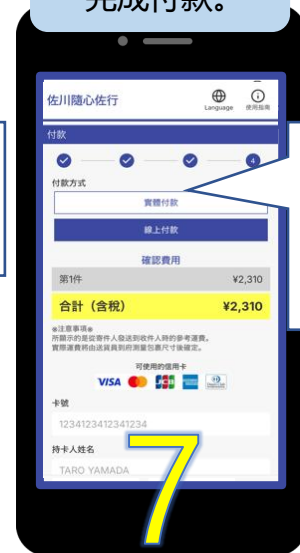 完成付款。
佐川隨心佐行
Language
使用指南
付款
4
付款方式
實體付款
線上付款
確認費用
第1件 ¥2,310
合計（含稅） ¥2,310
※注意事項※
所顯示的是從寄件人發送到收件人時的參考運費。
實際運費將由送貨員到府測量包裹尺寸後確定。
可使用的信用卡
VISA
卡號
1234123412341234
持卡人姓名
TARO YAMADA
7